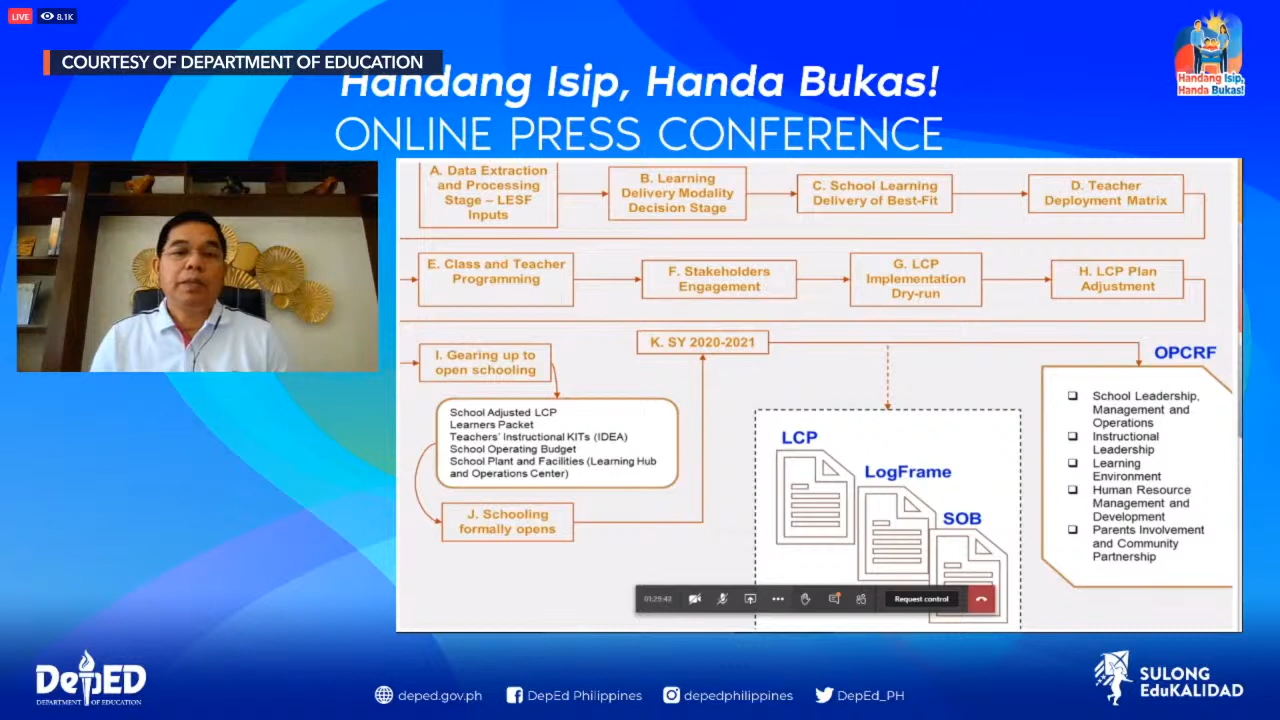 LIVE 8.1K
COURTESY OF DEPARTMENT OF EDUCATION
Handang Isip, Handa Bukas!
ONLINE PRESS CONFERENCE
Handang Isip,
Handa Bukas!
A. Data Extraction
and Processing
Stage – LESF
Inputs
B. Learning
Delivery Modality
Decision Stage
C. School Learning
Delivery of Best-Fit
D. Teacher
Deployment Matrix
E. Class and Teacher
Programming
F. Stakeholders
Engagement
G. LCP
Implementation
Dry-run
H. LCP Plan
Adjustment
I. Gearing up to
open schooling
K. SY 2020-2021
School Adjusted LCP
Learners Packet
Teachers' Instructional KITs (IDEA)
School Operating Budget
School Plant and Facilities (Learning Hub
and Operations Center)
J. Schooling
formally opens
LCP
LogFrame
SOB
OPCRF
School Leadership,
Management and
Operations
Instructional
Leadership
Learning
Environment
Human Resource
Management and
Development
Parents Involvement
and Community
Partnership
01:29:42
Request control
DepED
DEPARTMENT OF EDUCATION
deped.gov.ph
DepEd Philippines
depedphilippines
DepEd_PH
SULONG
EduKALIDAD